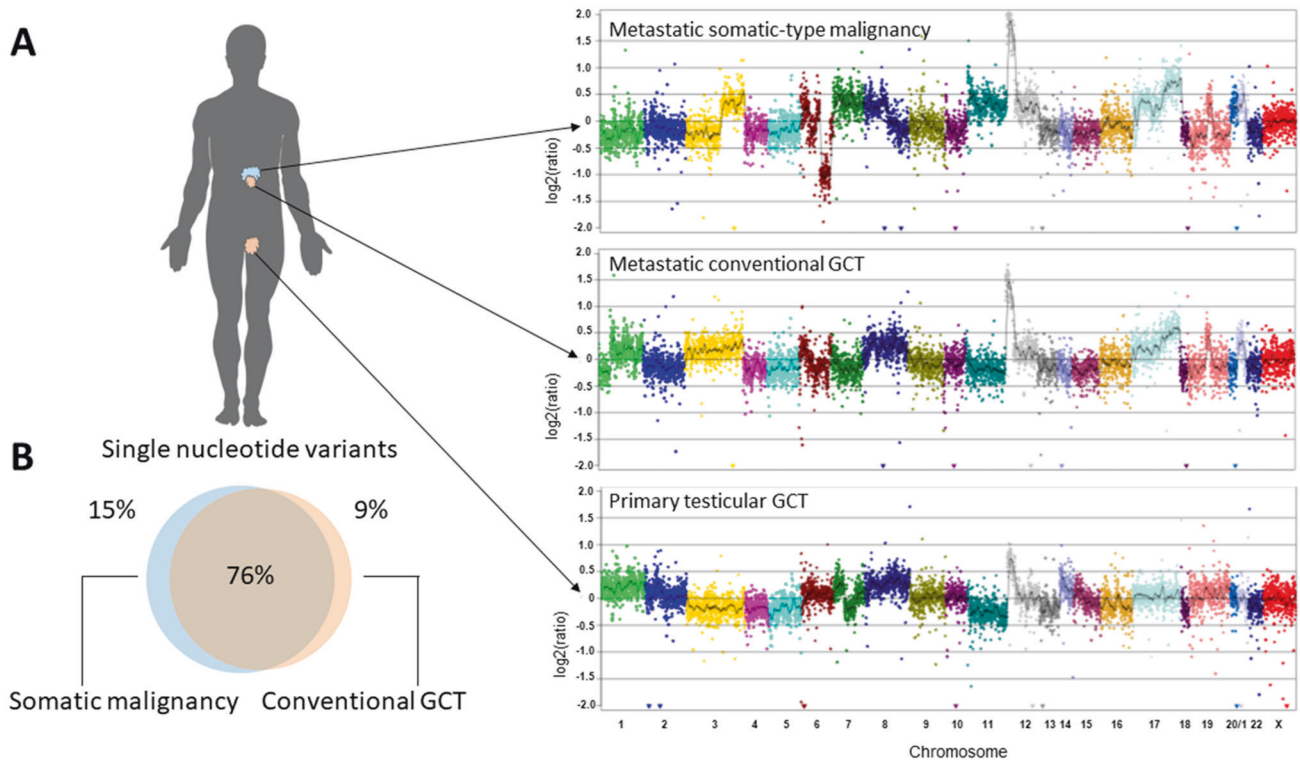 A
Metastatic somatic-type malignancy
2.0
1.5
1.0
0.5
0
-0.5
-1.0
-1.5
-2.0
log2(ratio)
Metastatic conventional GCT
2.0
1.5
1.0
0.5
0
-0.5
-1.0
-1.5
-2.0
log2(ratio)
Primary testicular GCT
2.0
1.5
1.0
0.5
0
-0.5
-1.0
-1.5
-2.0
log2(ratio)
1 2 3 4 5 6 7 8 9 10 11 12 13 14 15 16 17 18 19 20/1 22 X
Chromosome
B
Single nucleotide variants
15%
9%
76%
Somatic malignancy
Conventional GCT